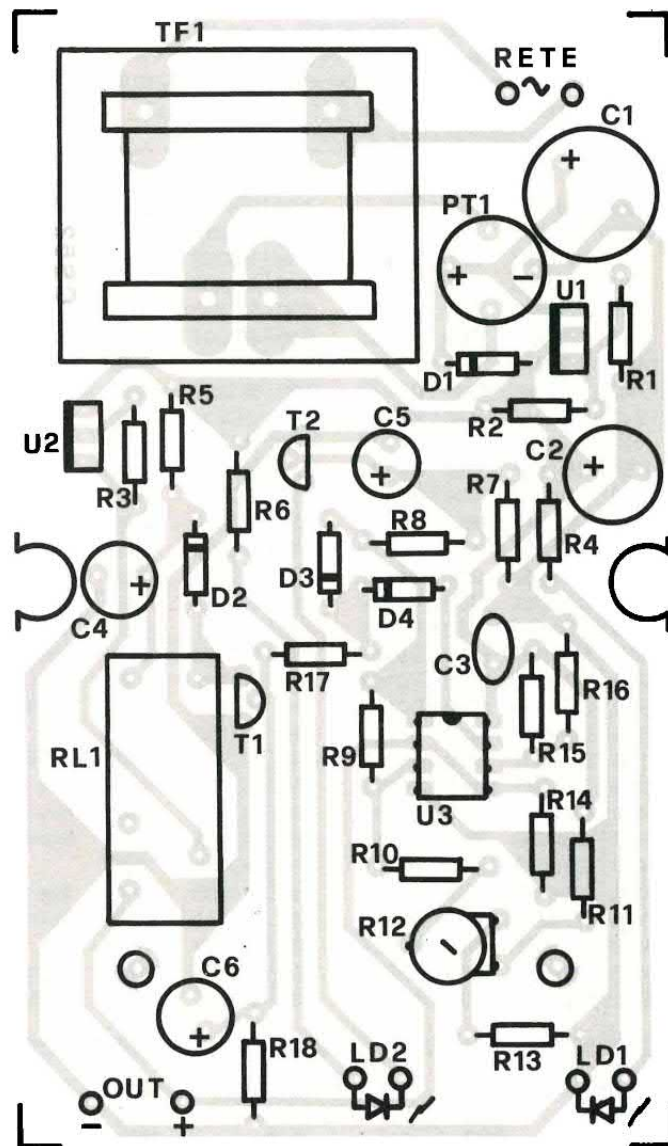 TF1
RETE
~
C1
+
PT1
+ -
U1
D1
R1
R5
R2
T2
C5
U2
C2
+
R3
R7
+
R6
R8
R4
D3
+
D2
D4
C4
C3
R17
R16
T1
RL1
R9
R15
U3
R14
R10
R11
R12
C6
+
R18
LD2
R13
LD1
OUT
- +